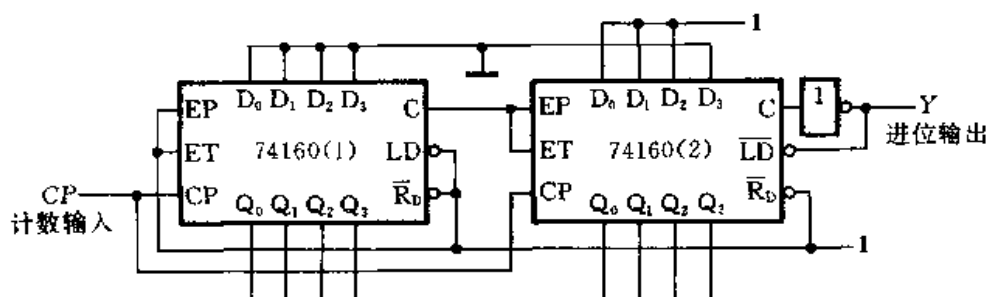 1
D₀ D₁ D₂ D₃
D₀ D₁ D₂ D₃
EP
C
EP
C
1
Y
进位输出
ET
74160(1)
LD
ET
74160(2)
L̅D̅
CP
计数输入
CP
R̅D
CP
R̅D
Q₀ Q₁ Q₂ Q₃
Q₀ Q₁ Q₂ Q₃
1